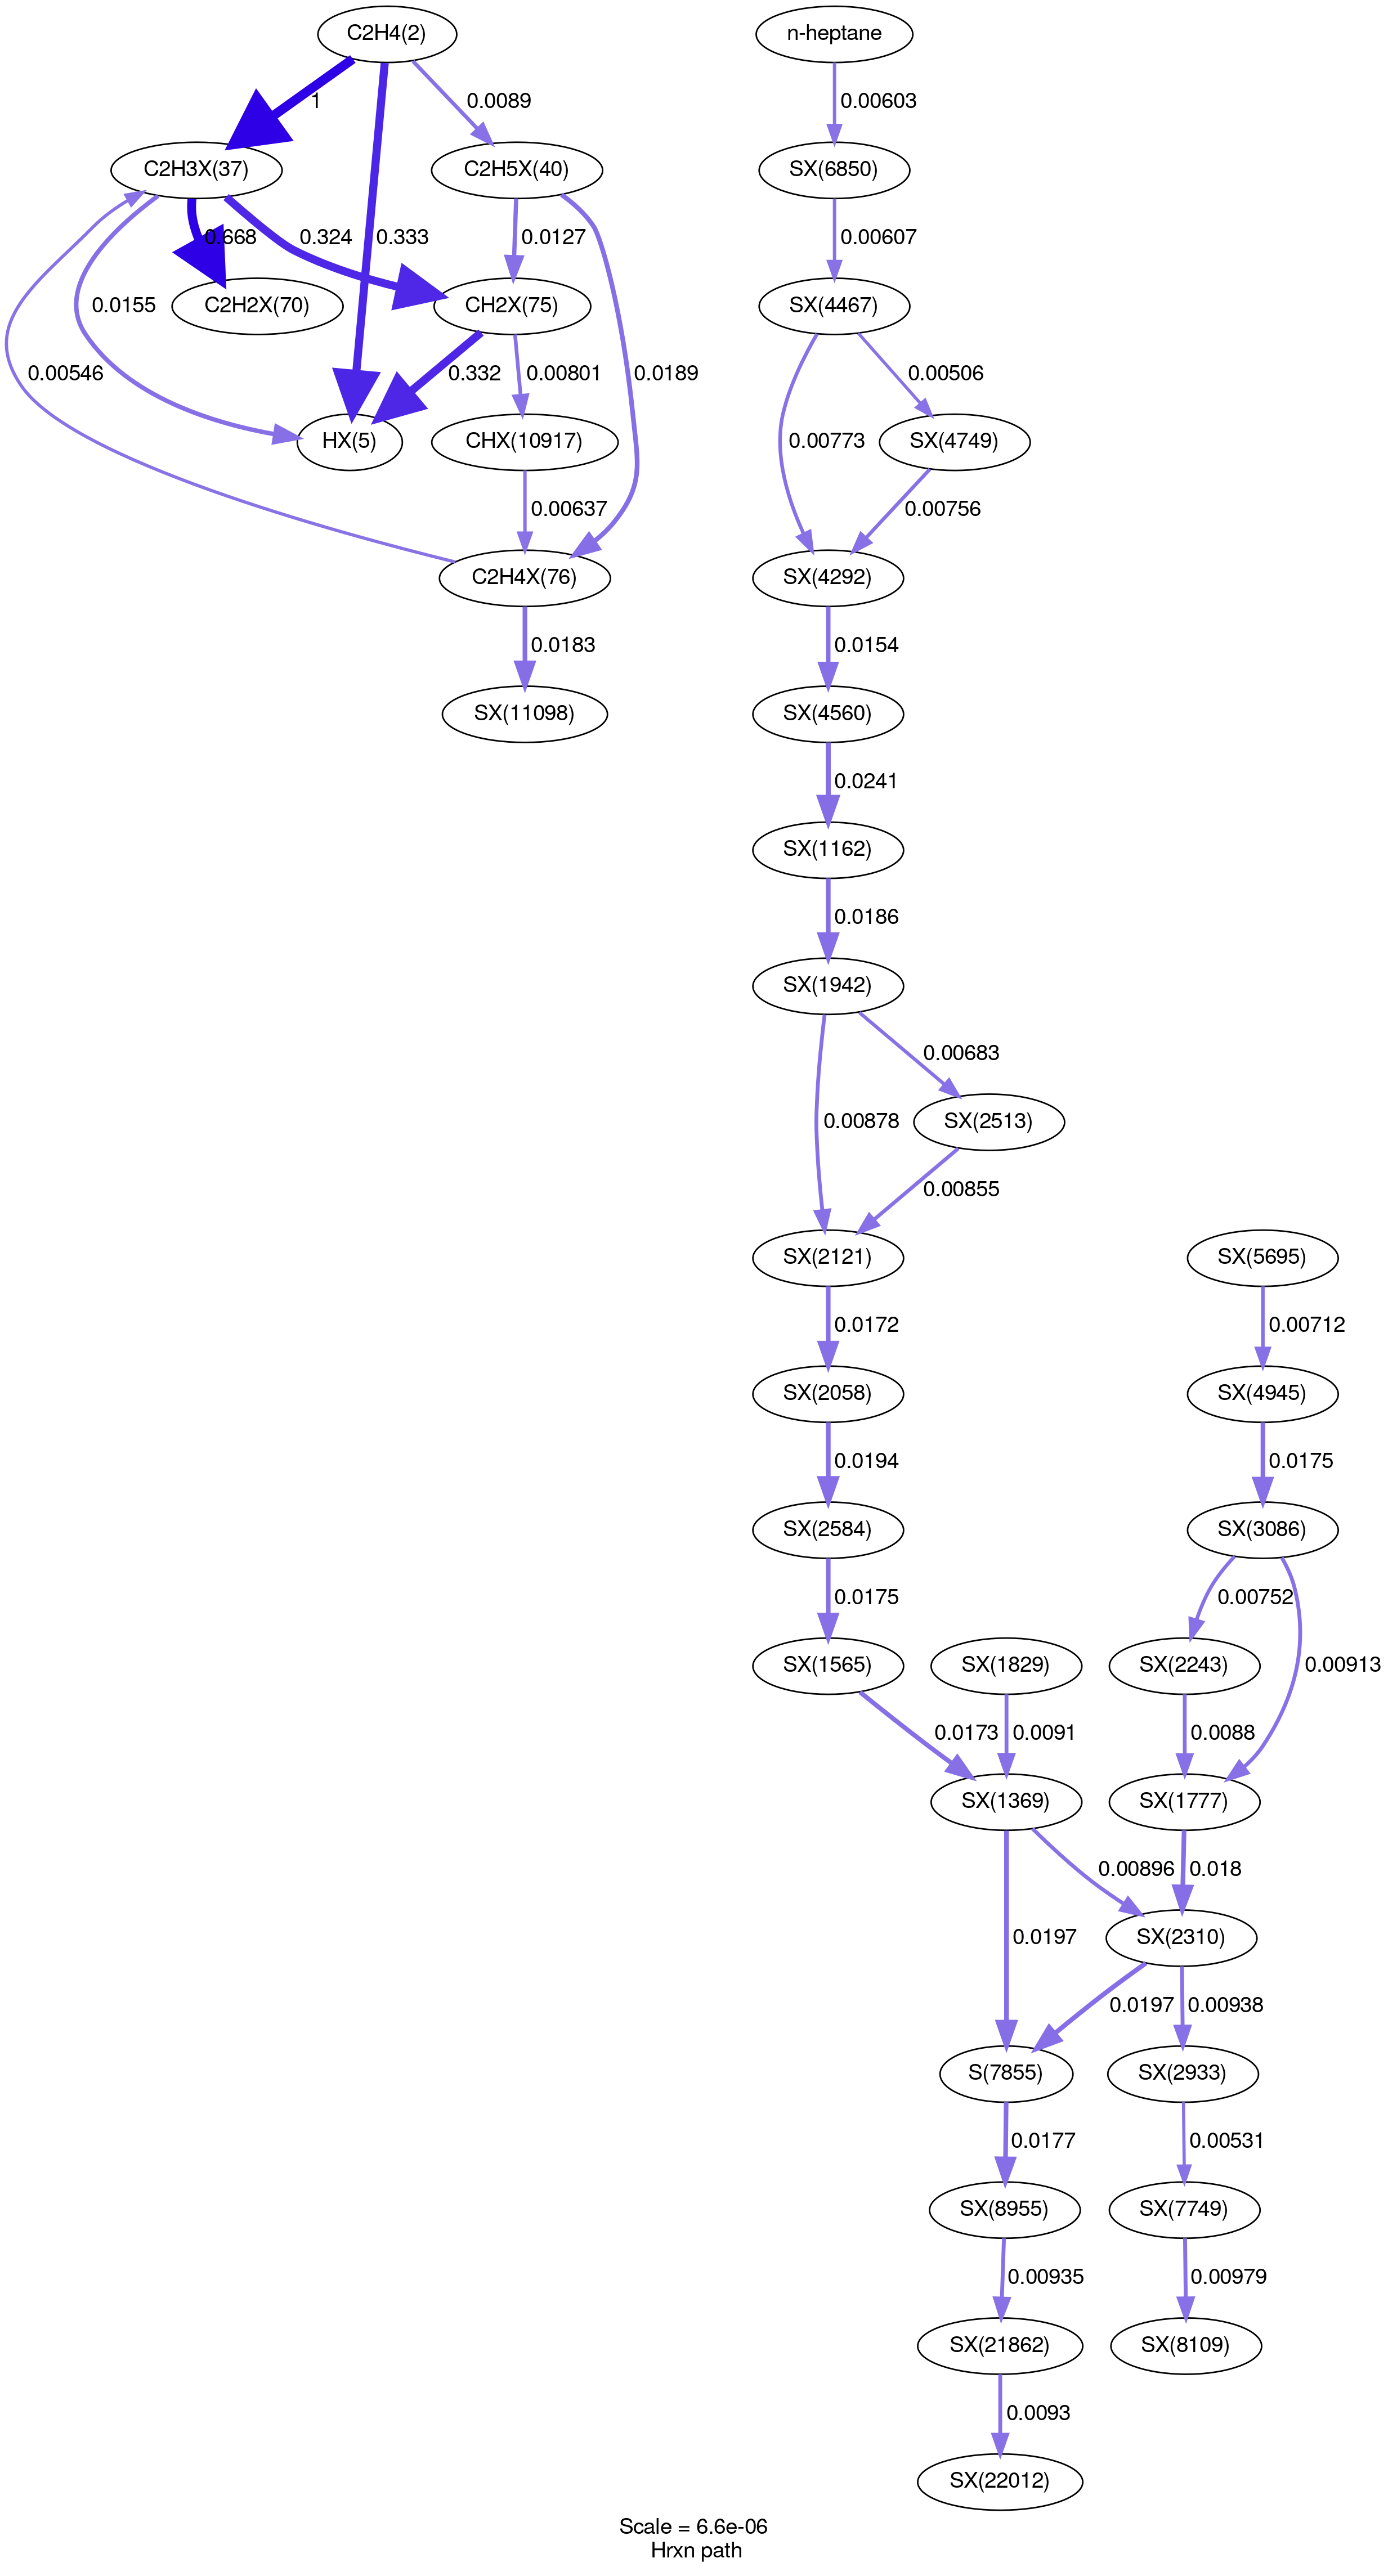 C2H4(2)
n-heptane
1
0.0089
0.00603
C2H3X(37)
C2H5X(40)
SX(6850)
0.668
0.324
0.333
0.0127
0.00607
0.0155
C2H2X(70)
CH2X(75)
SX(4467)
0.00546
0.332
0.00801
0.0189
0.00773
0.00506
HX(5)
CHX(10917)
SX(4749)
0.00637
0.00756
C2H4X(76)
SX(4292)
0.0183
0.0154
SX(11098)
SX(4560)
0.0241
SX(1162)
0.0186
SX(1942)
0.00683
0.00878
SX(2513)
0.00855
SX(2121)
SX(5695)
0.0172
0.00712
SX(2058)
SX(4945)
0.0194
0.0175
SX(2584)
SX(3086)
0.0175
0.00752
0.00913
SX(1565)
SX(1829)
SX(2243)
0.0173
0.0091
0.0088
SX(1369)
SX(1777)
0.00896
0.018
0.0197
SX(2310)
0.0197
0.00938
S(7855)
SX(2933)
0.0177
0.00531
SX(8955)
SX(7749)
0.00935
0.00979
SX(21862)
SX(8109)
0.0093
SX(22012)
Scale = 6.6e-06
Hrxn path